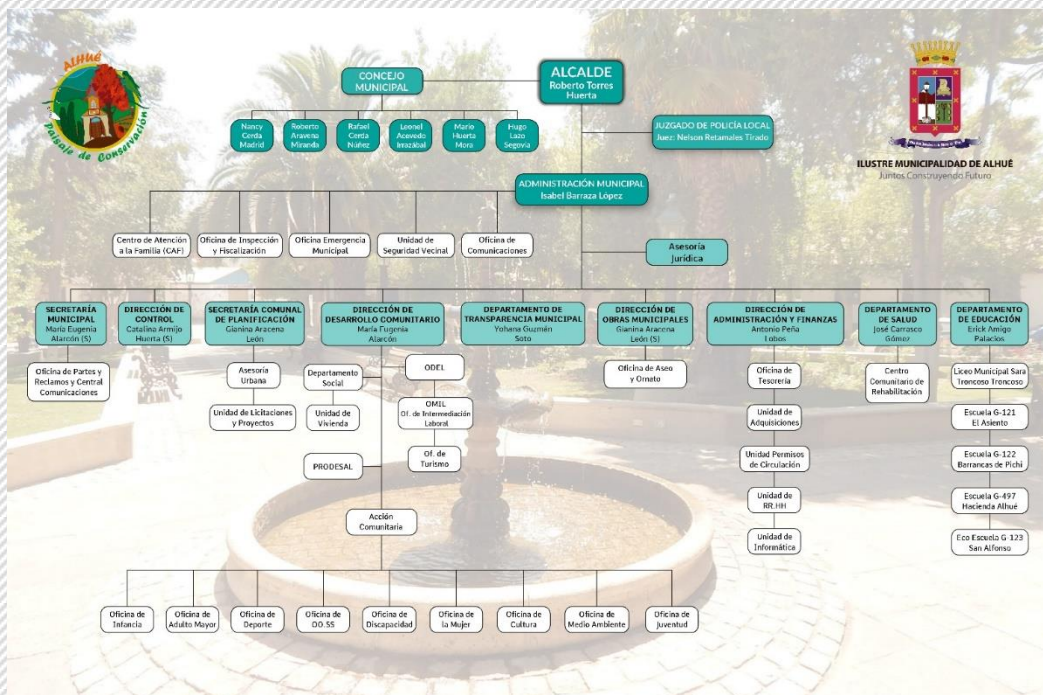 ALHUÉ
Paisaje de Conservación
CONCEJO
MUNICIPAL
ALCALDE
Roberto Torres
Huerta
Nancy
Cerda
Madrid
Roberto
Aravena
Miranda
Rafael
Cerda
Núñez
Leonel
Acevedo
Irrazábal
Mario
Huerta
Mora
Hugo
Lazo
Segovia
JUZGADO DE POLICÍA LOCAL
Juez: Nelson Retamales Tirado
ILUSTRE MUNICIPALIDAD DE ALHUÉ
Juntos Construyendo Futuro
ADMINISTRACIÓN MUNICIPAL
Isabel Barraza López
Centro de Atención
a la Familia (CAF)
Oficina de Inspección
y Fiscalización
Oficina Emergencia
Municipal
Unidad de
Seguridad Vecinal
Oficina de
Comunicaciones
Asesoría
Jurídica
SECRETARÍA
MUNICIPAL
María Eugenia
Alarcón (S)
DIRECCIÓN DE
CONTROL
Catalina Armijo
Huerta (S)
SECRETARÍA COMUNAL
DE PLANIFICACIÓN
Gianina Aracena
León
DIRECCIÓN DE
DESARROLLO COMUNITARIO
María Eugenia
Alarcón
DEPARTAMENTO DE
TRANSPARENCIA MUNICIPAL
Yohana Guzmán
Soto
DIRECCIÓN DE
OBRAS MUNICIPALES
Gianina Aracena
León (S)
DIRECCIÓN DE
ADMINISTRACIÓN Y FINANZAS
Antonio Peña
Lobos
DEPARTAMENTO
DE SALUD
José Carrasco
Gómez
DEPARTAMENTO
DE EDUCACIÓN
Erick Amigo
Palacios
Oficina de Partes y
Reclamos y Central
Comunicaciones
Asesoría
Urbana
Unidad de Licitaciones
y Proyectos
Departamento
Social
Unidad de
Vivienda
ODEL
OMIL
Of. de Intermediación
Laboral
Of. de
Turismo
PRODESAL
Acción
Comunitaria
Oficina de Aseo
y Ornato
Oficina de
Tesorería
Unidad de
Adquisiciones
Unidad Permisos
de Circulación
Unidad de
RR.HH
Unidad de
Informática
Centro
Comunitario de
Rehabilitación
Liceo Municipal Sara
Troncoso Troncoso
Escuela G-121
El Asiento
Escuela G-122
Barrancas de Pichi
Escuela G-497
Hacienda Alhué
Eco Escuela G-123
San Alfonso
Oficina de
Infancia
Oficina de
Adulto Mayor
Oficina de
Deporte
Oficina de
OO.SS
Oficina de
Discapacidad
Oficina de
la Mujer
Oficina de
Cultura
Oficina de
Medio Ambiente
Oficina de
Juventud